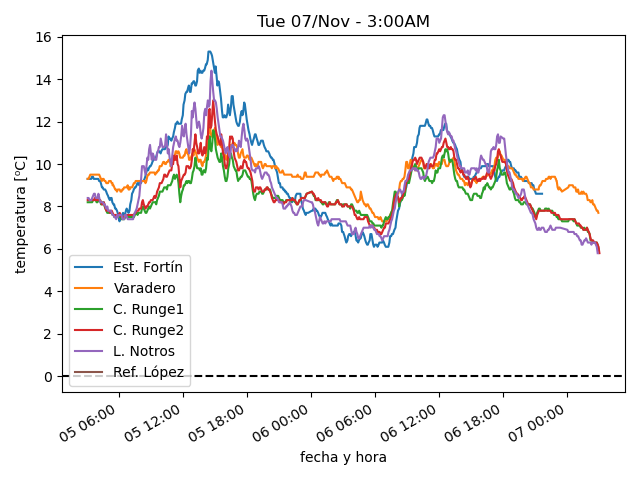 Tue 07/Nov - 3:00AM
temperatura [ºC]
16
14
12
10
8
6
4
2
0
Est. Fortín
Varadero
C. Runge1
C. Runge2
L. Notros
Ref. López
05 06:00
05 12:00
05 18:00
06 00:00
06 06:00
06 12:00
06 18:00
07 00:00
fecha y hora